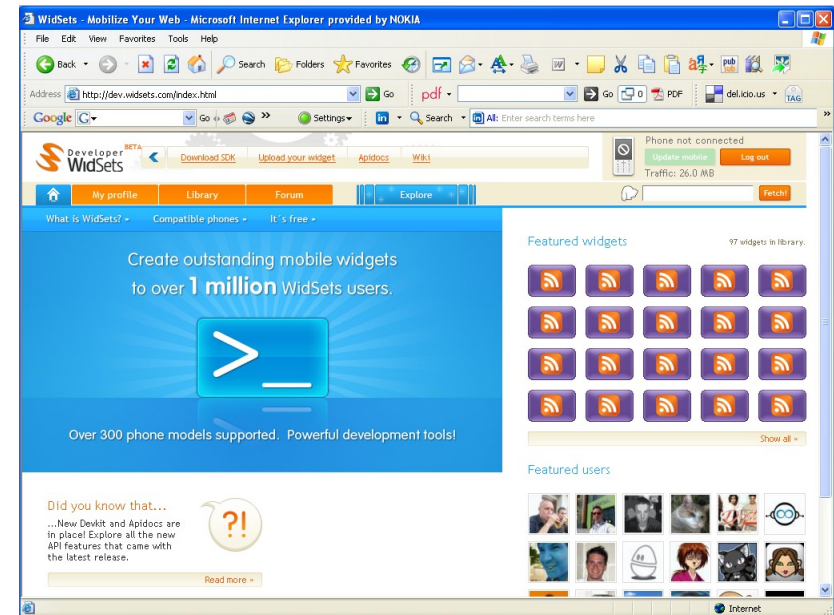 WidSets - Mobilize Your Web - Microsoft Internet Explorer provided by NOKIA
File Edit View Favorites Tools Help
Back Search Folders Favorites
Address http://dev.widsets.com/index.html Go pdf Go 0 PDF del.icio.us TAG
Google G Go Settings in Search All: Enter search terms here
Developer BETA
WidSets
Download SDK Upload your widget Apidocs Wiki
Phone not connected
Update mobile Log out
Traffic: 26.0 MB
My profile Library Forum Explore Fetch!
What is WidSets? Compatible phones It´s free
Create outstanding mobile widgets
to over 1 million WidSets users.
>_
Over 300 phone models supported. Powerful development tools!
Featured widgets 97 widgets in library.
Show all »
Featured users
Did you know that...
...New Devkit and Apidocs are
in place! Explore all the new
API features that came with
the latest release.
?!
Read more »
Internet